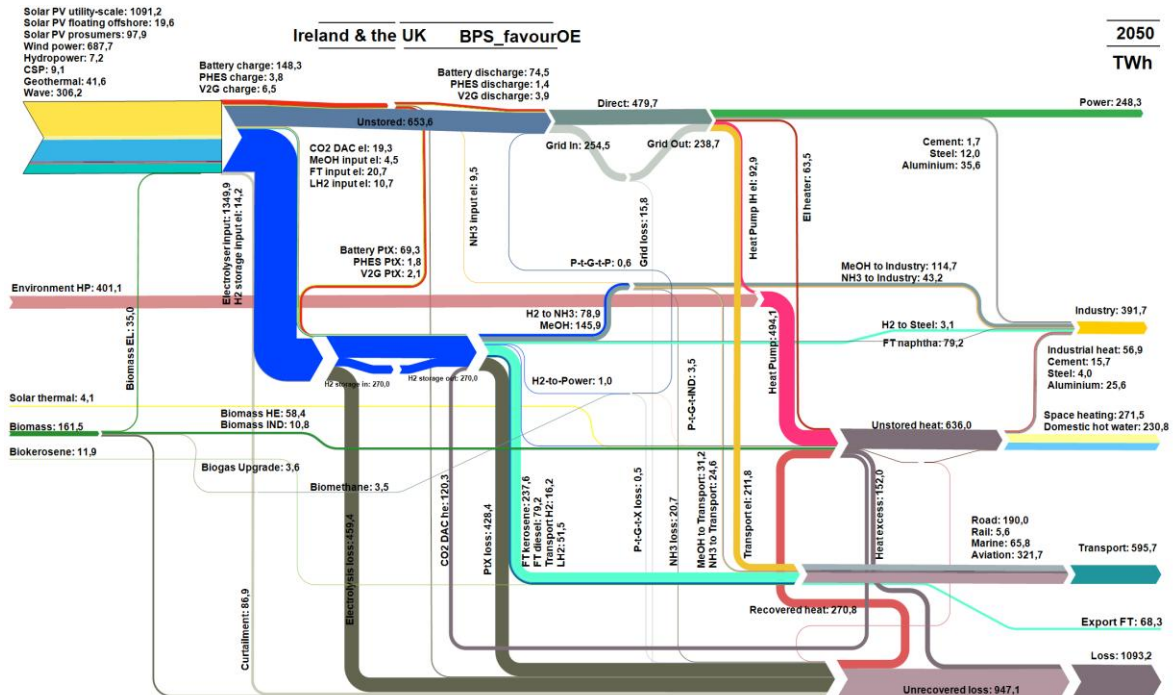 Solar PV utility-scale: 1091,2
Solar PV floating offshore: 19,6
Solar PV prosumers: 97,9
Wind power: 687,7
Hydropower: 7,2
CSP: 9,1
Geothermal: 41,6
Wave: 306,2
Ireland & the UK
BPS_favourOE
2050
TWh
Battery charge: 148,3
PHES charge: 3,8
V2G charge: 6,5
Battery discharge: 74,5
PHES discharge: 1,4
V2G discharge: 3,9
Direct: 479,7
Power: 248,3
Unstored: 653,6
Grid In: 254,5
Grid Out: 238,7
Cement: 1,7
Steel: 12,0
Aluminium: 35,6
CO2 DAC el: 19,3
MeOH input el: 4,5
FT input el: 20,7
LH2 input el: 10,7
NH3 input el: 9,5
Grid loss: 15,8
Heat Pump IH el: 92,9
El heater: 63,5
Electrolyser input: 1349,9
H2 storage input el: 14,2
Battery PtX: 69,3
PHES PtX: 1,8
V2G PtX: 2,1
P-t-G-t-P: 0,6
MeOH to Industry: 114,7
NH3 to Industry: 43,2
Environment HP: 401,1
H2 to NH3: 78,9
MeOH: 145,9
H2 to Steel: 3,1
FT naphtha: 79,2
Industry: 391,7
Biomass EL: 35,0
Heat Pump: 494,1
Industrial heat: 56,9
Cement: 15,7
Steel: 4,0
Aluminium: 25,6
H2 storage in: 270,0
H2 storage out: 270,0
H2-to-Power: 1,0
P-t-G-t-IND: 3,5
Solar thermal: 4,1
Biomass HE: 58,4
Biomass IND: 10,8
Biomass: 161,5
Unstored heat: 636,0
Space heating: 271,5
Domestic hot water: 230,8
Biokerosene: 11,9
Biogas Upgrade: 3,6
Biomethane: 3,5
Electrolysis loss: 459,4
CO2 DAC he: 120,3
PtX loss: 428,4
FT kerosene: 237,6
FT diesel: 79,2
Transport H2: 16,2
LH2: 51,5
P-t-G-t-X loss: 0,5
NH3 loss: 20,7
MeOH to Transport: 31,2
NH3 to Transport: 24,6
Transport el: 211,8
Heat excess: 152,0
Road: 190,0
Rail: 5,6
Marine: 65,8
Aviation: 321,7
Transport: 595,7
Curtailment: 86,9
Recovered heat: 270,8
Export FT: 68,3
Loss: 1093,2
Unrecovered loss: 947,1